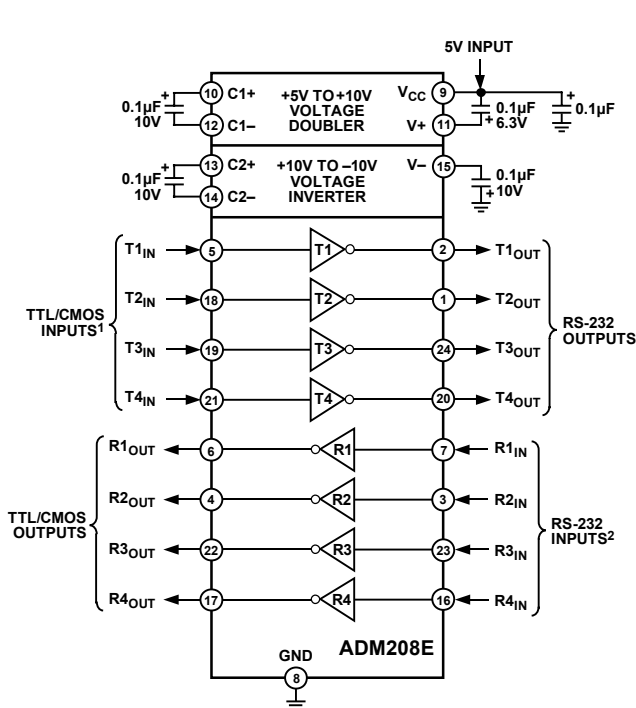 5V INPUT
0.1µF
10V
+
10 C1+
12 C1–
+5V TO +10V
VOLTAGE
DOUBLER
VCC 9
V+ 11
+
0.1µF
6.3V
+
0.1µF
0.1µF
10V
+
13 C2+
14 C2–
+10V TO –10V
VOLTAGE
INVERTER
V– 15
+
0.1µF
10V
TTL/CMOS
INPUTS1
T1IN 5 T1 2 T1OUT
T2IN 18 T2 1 T2OUT
T3IN 19 T3 24 T3OUT
T4IN 21 T4 20 T4OUT
RS-232
OUTPUTS
TTL/CMOS
OUTPUTS
R1OUT 6 R1 7 R1IN
R2OUT 4 R2 3 R2IN
R3OUT 22 R3 23 R3IN
R4OUT 17 R4 16 R4IN
RS-232
INPUTS2
GND
8
ADM208E